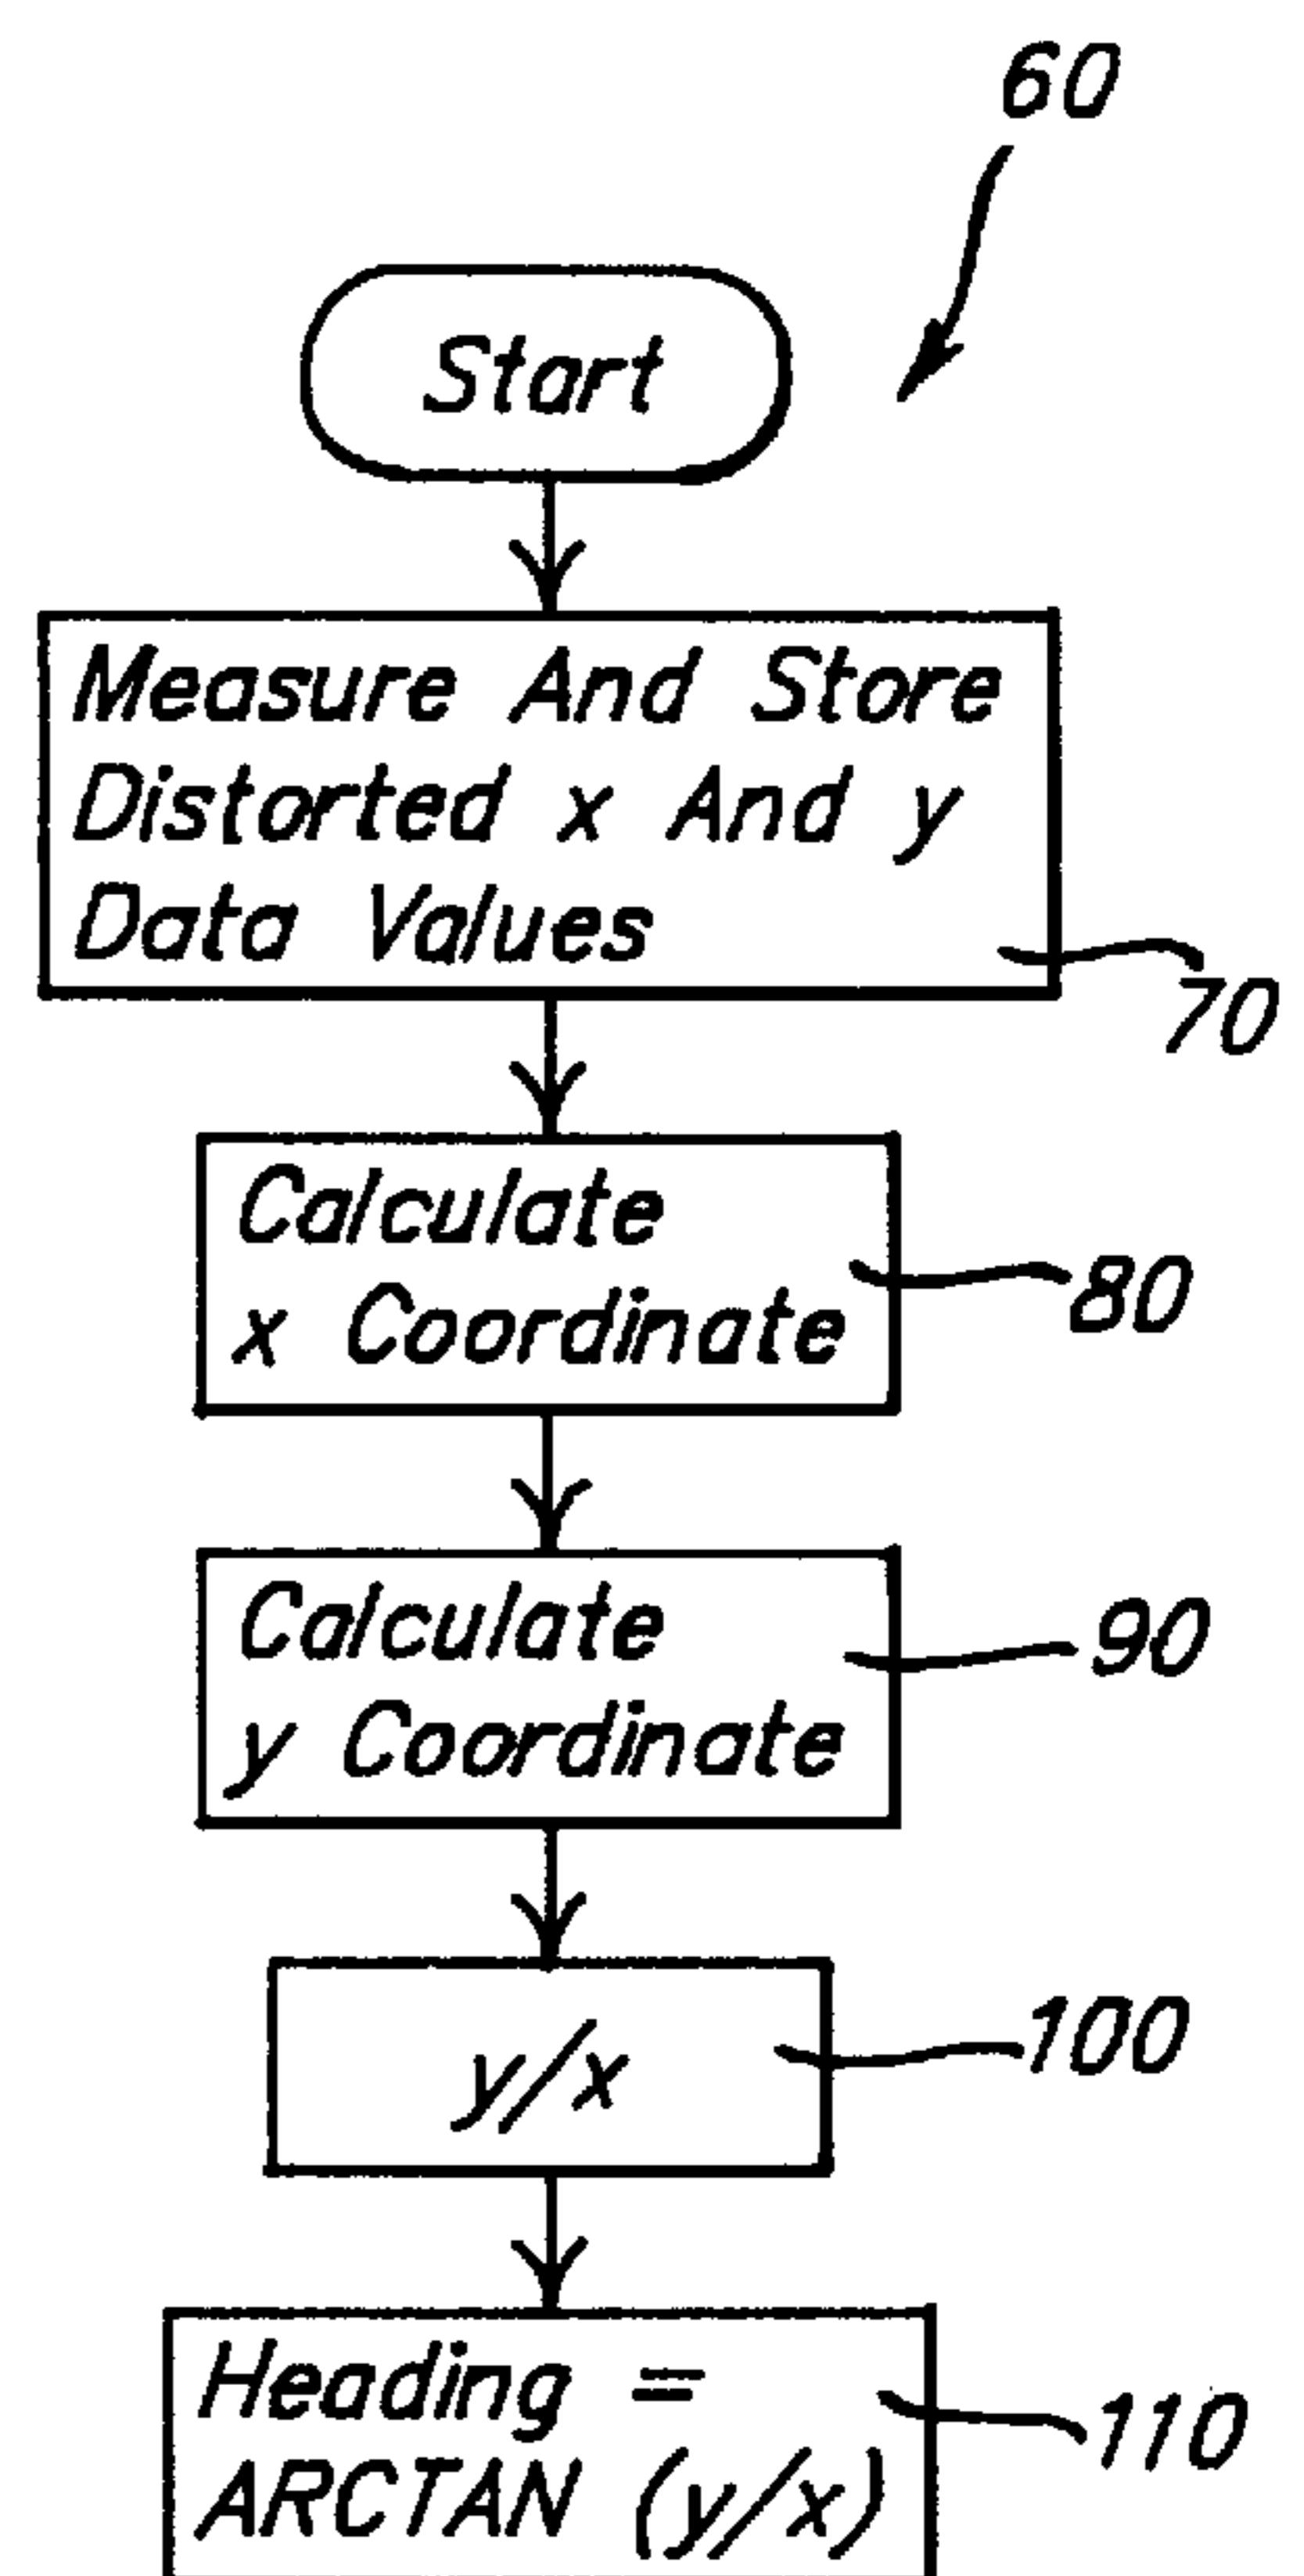 60
Start
Measure And Store
Distorted x And y
Data Values
70
Calculate
x Coordinate
80
Calculate
y Coordinate
90
y/x
100
Heading =
ARCTAN (y/x)
110